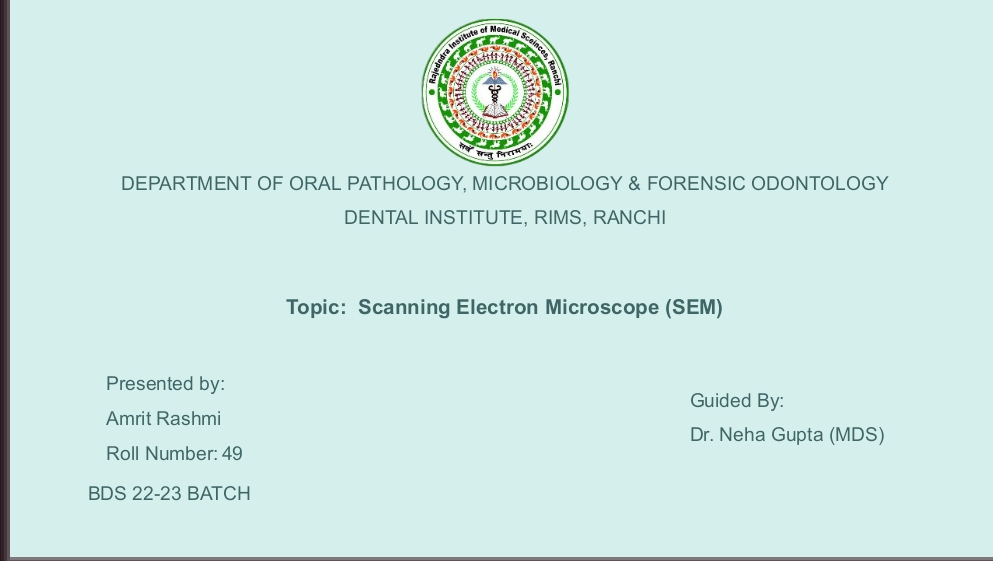 Rajedndra Institute of Medical Sceinces, Ranchi
सर्वे सन्तु निरामयाः
DEPARTMENT OF ORAL PATHOLOGY, MICROBIOLOGY & FORENSIC ODONTOLOGY
DENTAL INSTITUTE, RIMS, RANCHI
Topic:  Scanning Electron Microscope (SEM)
Presented by:
Amrit Rashmi
Roll Number: 49
BDS 22-23 BATCH
Guided By:
Dr. Neha Gupta (MDS)